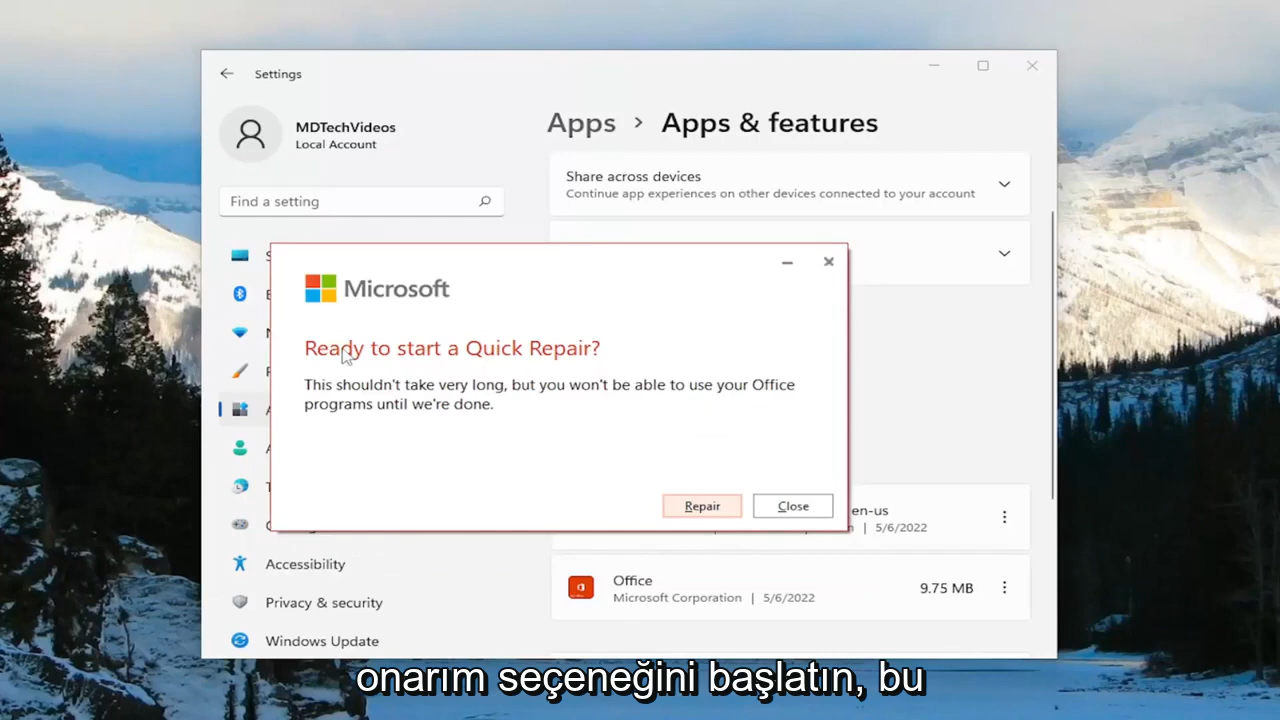 Settings
MDTechVideos
Local Account
Find a setting
Apps > Apps & features
Share across devices
Continue app experiences on other devices connected to your account
Microsoft
Ready to start a Quick Repair?
This shouldn't take very long, but you won't be able to use your Office
programs until we're done.
Repair
Close
en-us
| 5/6/2022
Office
Microsoft Corporation | 5/6/2022
9.75 MB
Accessibility
Privacy & security
Windows Update
onarım seçeneğini başlatın, bu